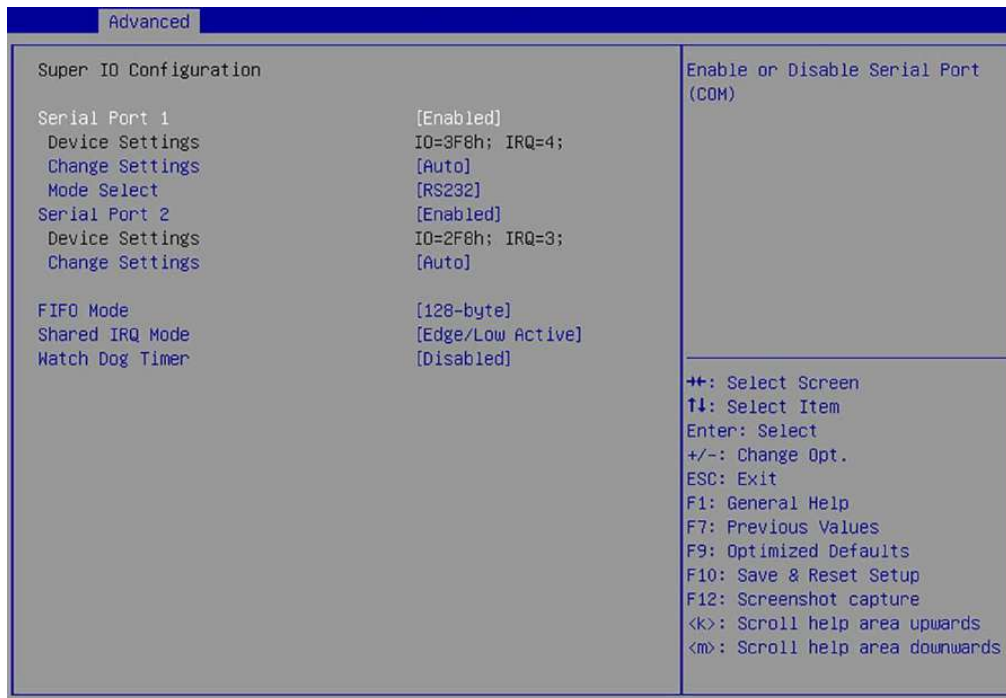 Advanced
Super IO Configuration
Serial Port 1 [Enabled]
Device Settings IO=3F8h; IRQ=4;
Change Settings [Auto]
Mode Select [RS232]
Serial Port 2 [Enabled]
Device Settings IO=2F8h; IRQ=3;
Change Settings [Auto]
FIFO Mode [128-byte]
Shared IRQ Mode [Edge/Low Active]
Watch Dog Timer [Disabled]
Enable or Disable Serial Port
(COM)
→←: Select Screen
↑↓: Select Item
Enter: Select
+/-: Change Opt.
ESC: Exit
F1: General Help
F7: Previous Values
F9: Optimized Defaults
F10: Save & Reset Setup
F12: Screenshot capture
<k>: Scroll help area upwards
<m>: Scroll help area downwards